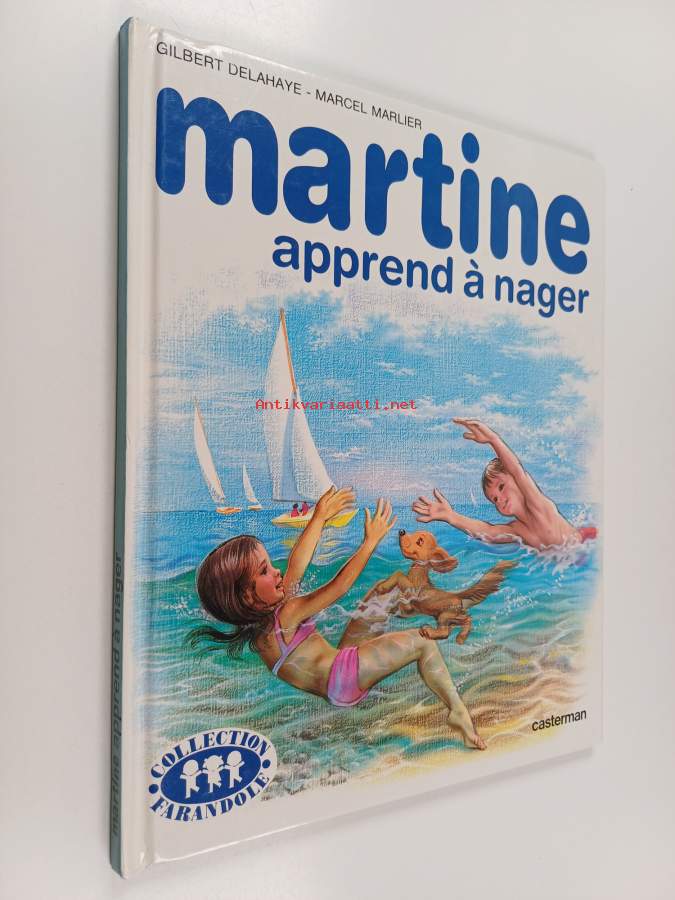 GILBERT DELAHAYE - MARCEL MARLIER
martine
apprend à nager
Antikvariaatti.net
casterman
COLLECTION
FARANDOLE
martine apprend à nager